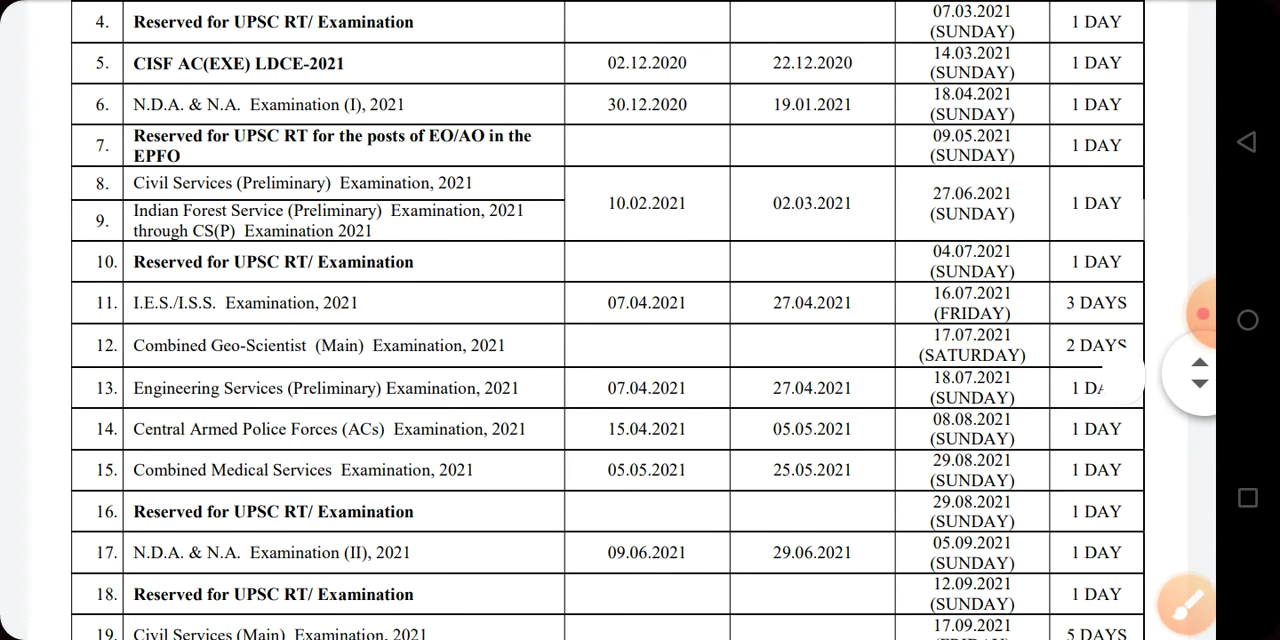 4. Reserved for UPSC RT/ Examination 07.03.2021 (SUNDAY) 1 DAY
5. CISF AC(EXE) LDCE-2021 02.12.2020 22.12.2020 14.03.2021 (SUNDAY) 1 DAY
6. N.D.A. & N.A. Examination (I), 2021 30.12.2020 19.01.2021 18.04.2021 (SUNDAY) 1 DAY
7. Reserved for UPSC RT for the posts of EO/AO in the EPFO 09.05.2021 (SUNDAY) 1 DAY
8. Civil Services (Preliminary) Examination, 2021 10.02.2021 02.03.2021 27.06.2021 (SUNDAY) 1 DAY
9. Indian Forest Service (Preliminary) Examination, 2021 through CS(P) Examination 2021
10. Reserved for UPSC RT/ Examination 04.07.2021 (SUNDAY) 1 DAY
11. I.E.S./I.S.S. Examination, 2021 07.04.2021 27.04.2021 16.07.2021 (FRIDAY) 3 DAYS
12. Combined Geo-Scientist (Main) Examination, 2021 17.07.2021 (SATURDAY) 2 DAYS
13. Engineering Services (Preliminary) Examination, 2021 07.04.2021 27.04.2021 18.07.2021 (SUNDAY) 1
14. Central Armed Police Forces (ACs) Examination, 2021 15.04.2021 05.05.2021 08.08.2021 (SUNDAY) 1 DAY
15. Combined Medical Services Examination, 2021 05.05.2021 25.05.2021 29.08.2021 (SUNDAY) 1 DAY
16. Reserved for UPSC RT/ Examination 29.08.2021 (SUNDAY) 1 DAY
17. N.D.A. & N.A. Examination (II), 2021 09.06.2021 29.06.2021 05.09.2021 (SUNDAY) 1 DAY
18. Reserved for UPSC RT/ Examination 12.09.2021 (SUNDAY) 1 DAY
19. Civil Services (Main) Examination, 2021 17.09.2021 5 DAYS